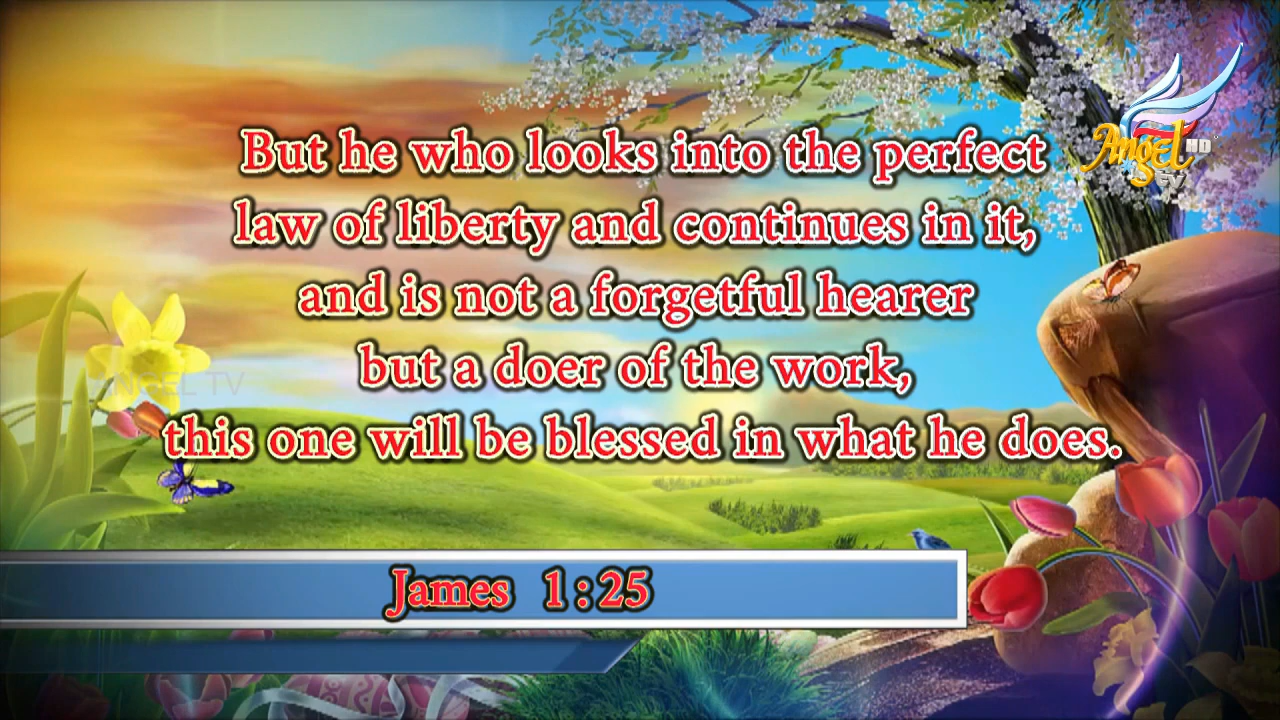 But he who looks into the perfect
law of liberty and continues in it,
and is not a forgetful hearer
but a doer of the work,
this one will be blessed in what he does.
James 1:25
Angel TV HD
ANGEL TV